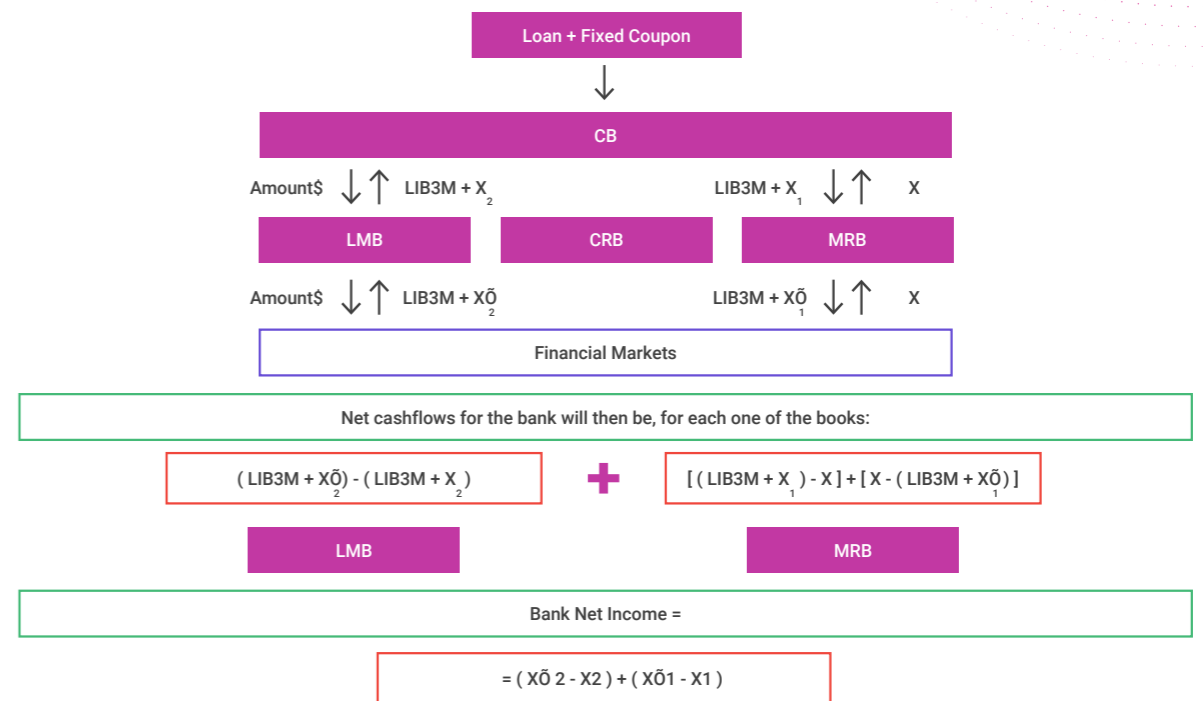 Loan + Fixed Coupon
CB
Amount$ LIB3M + X₂ LIB3M + X₁ X
LMB CRB MRB
Amount$ LIB3M + XÕ₂ LIB3M + XÕ₁ X
Financial Markets
Net cashflows for the bank will then be, for each one of the books:
( LIB3M + XÕ₂) - ( LIB3M + X₂ ) + [ ( LIB3M + X₁ ) - X ] + [ X - ( LIB3M + XÕ₁) ]
LMB MRB
Bank Net Income =
= ( XÕ 2 - X2 ) + ( XÕ1 - X1 )